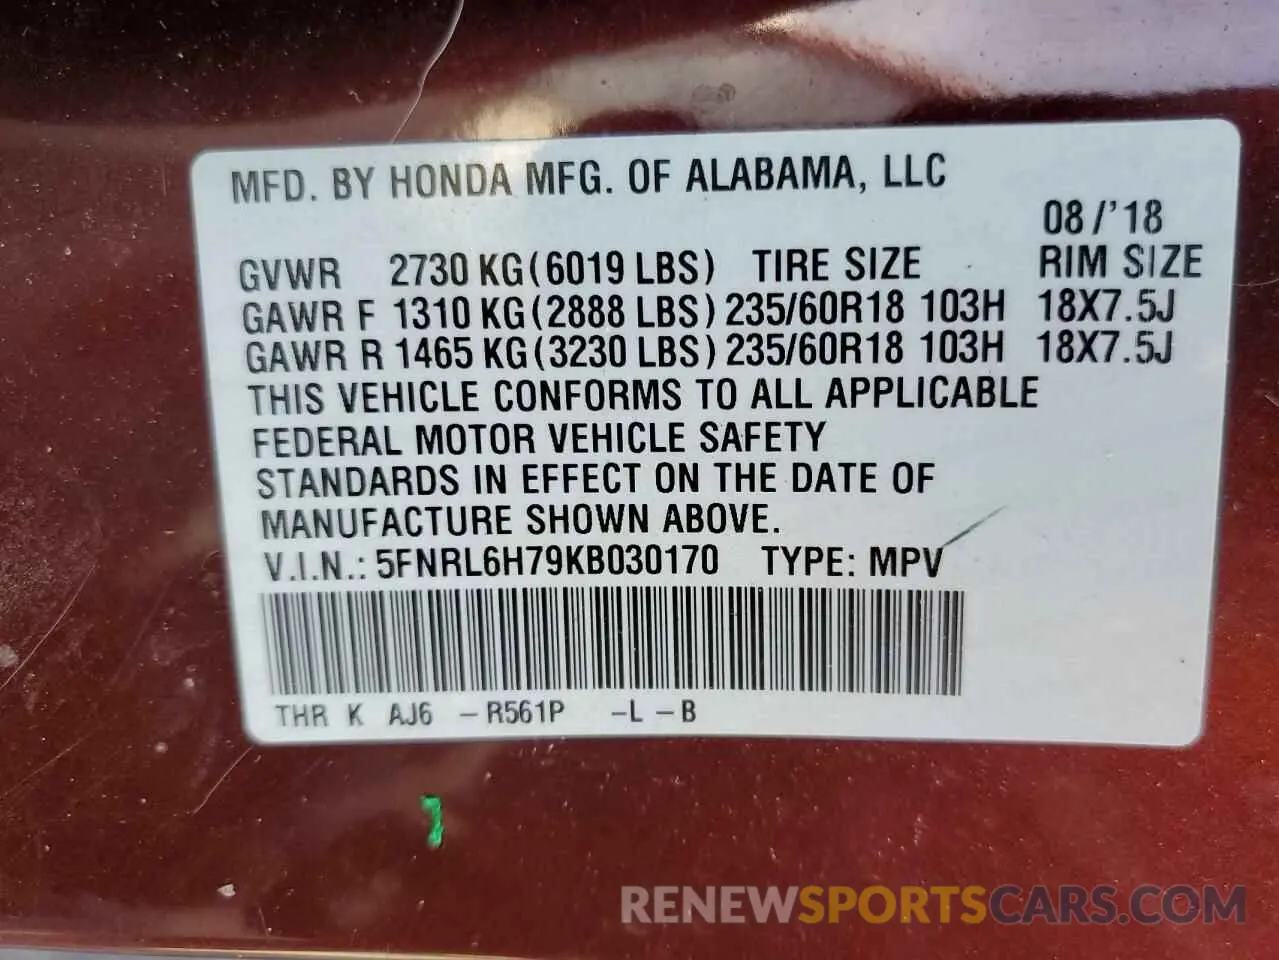 MFD. BY HONDA MFG. OF ALABAMA, LLC
08/'18
GVWR 2730 KG(6019 LBS) TIRE SIZE RIM SIZE
GAWR F 1310 KG(2888 LBS) 235/60R18 103H 18X7.5J
GAWR R 1465 KG(3230 LBS) 235/60R18 103H 18X7.5J
THIS VEHICLE CONFORMS TO ALL APPLICABLE
FEDERAL MOTOR VEHICLE SAFETY
STANDARDS IN EFFECT ON THE DATE OF
MANUFACTURE SHOWN ABOVE.
V.I.N.: 5FNRL6H79KB030170 TYPE: MPV
THR K AJ6 -R561P -L-B
RENEWSPORTSCARS.COM